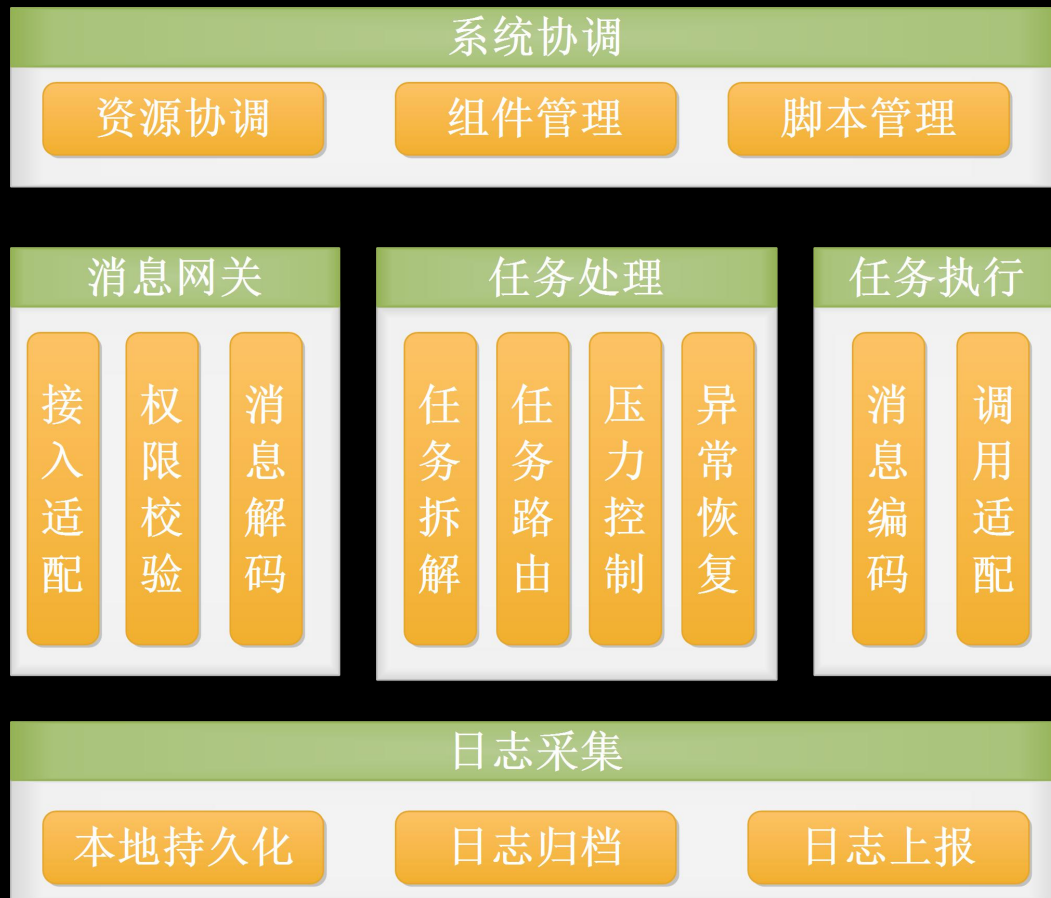 系统协调
资源协调
组件管理
脚本管理
消息网关
接入适配
权限校验
消息解码
任务处理
任务拆解
任务路由
压力控制
异常恢复
任务执行
消息编码
调用适配
日志采集
本地持久化
日志归档
日志上报